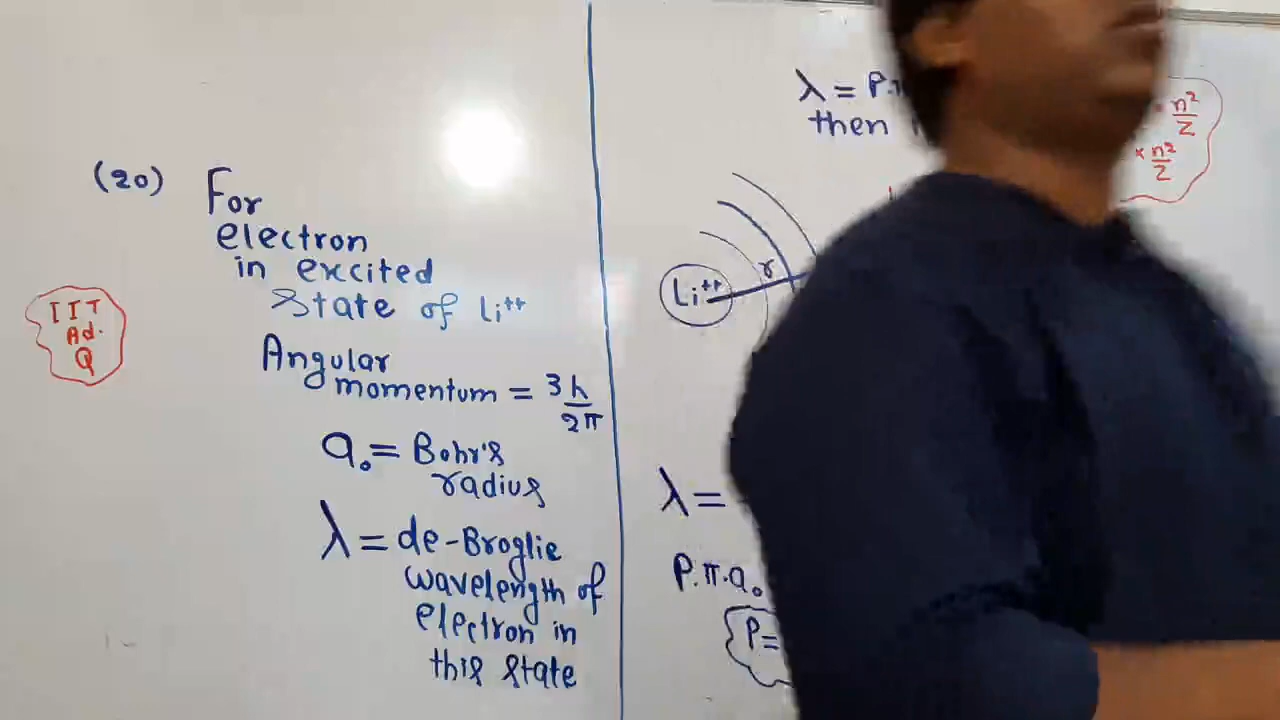 (20) For
electron
in excited
state of Li⁺⁺
IIT
Ad.
Q
Angular
momentum = 3h/2π
a₀ = Bohr's
radius
λ = de-Broglie
wavelength of
electron in
this state
λ = P.
then
n²/Z
× n²/Z
r
Li⁺⁺
λ =
P.π.a₀
P=